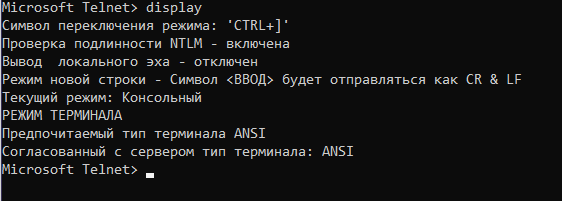 Microsoft Telnet> display
Символ переключения режима: 'CTRL+]'
Проверка подлинности NTLM - включена
Вывод  локального эха - отключен
Режим новой строки - Символ <ВВОД> будет отправляться как CR & LF
Текущий режим: Консольный
РЕЖИМ ТЕРМИНАЛА
Предпочитаемый тип терминала ANSI
Согласованный с сервером тип терминала: ANSI
Microsoft Telnet>